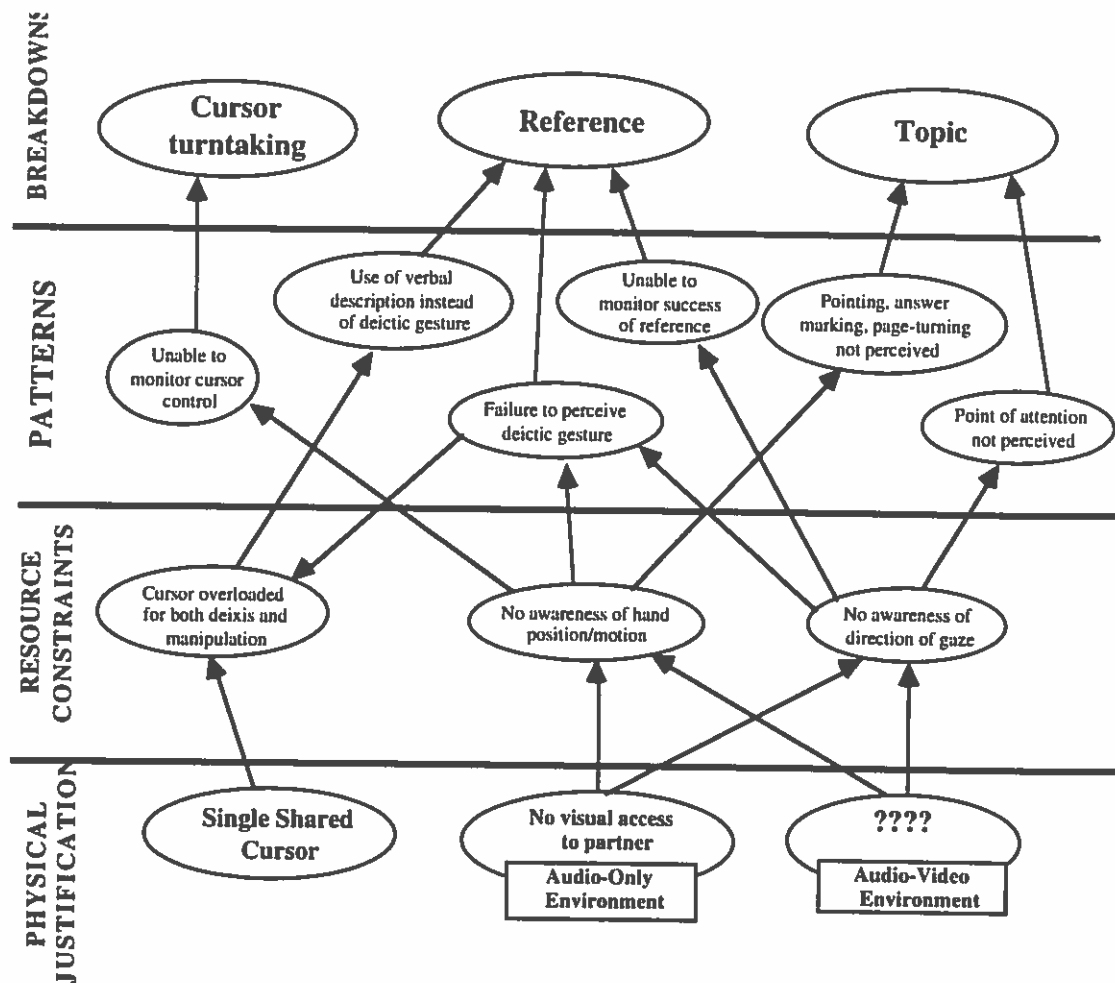 BREAKDOWNS
Cursor
turntaking
Reference
Topic
PATTERNS
Use of verbal
description instead
of deictic gesture
Unable to
monitor success
of reference
Pointing, answer
marking, page-turning
not perceived
Unable to
monitor cursor
control
Failure to perceive
deictic gesture
Point of attention
not perceived
RESOURCE
CONSTRAINTS
Cursor overloaded
for both deixis and
manipulation
No awareness of hand
position/motion
No awareness of
direction of gaze
PHYSICAL
JUSTIFICATION
Single Shared
Cursor
No visual access
to partner
Audio-Only
Environment
????
Audio-Video
Environment